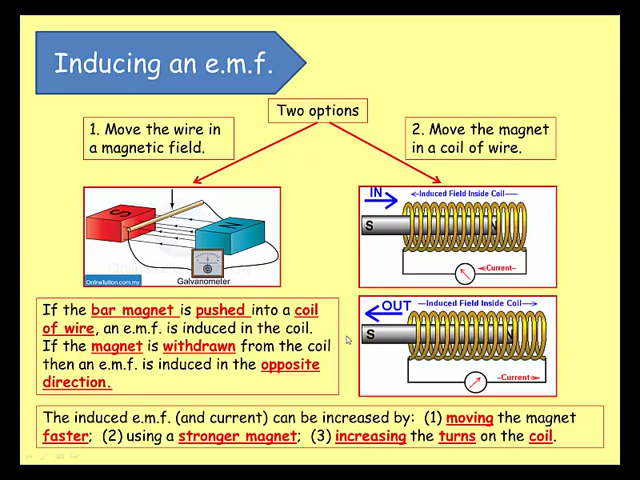 Inducing an e.m.f.
Two options
1. Move the wire in
a magnetic field.
2. Move the magnet
in a coil of wire.
S
N
OnlineTuition.com.my
Galvanometer
IN
Induced Field Inside Coil
S
N
Current
OUT
Induced Field Inside Coil
S
N
Current
If the bar magnet is pushed into a coil
of wire, an e.m.f. is induced in the coil.
If the magnet is withdrawn from the coil
then an e.m.f. is induced in the opposite
direction.
The induced e.m.f. (and current) can be increased by: (1) moving the magnet
faster; (2) using a stronger magnet; (3) increasing the turns on the coil.